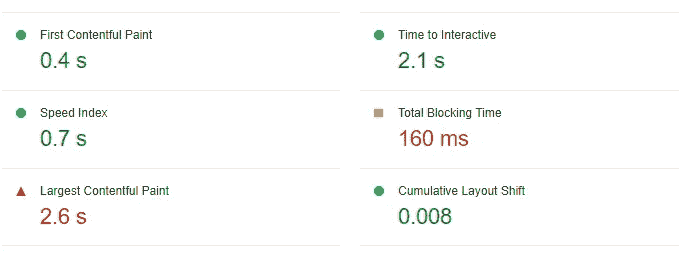 First Contentful Paint
0.4 s
Time to Interactive
2.1 s
Speed Index
0.7 s
Total Blocking Time
160 ms
Largest Contentful Paint
2.6 s
Cumulative Layout Shift
0.008